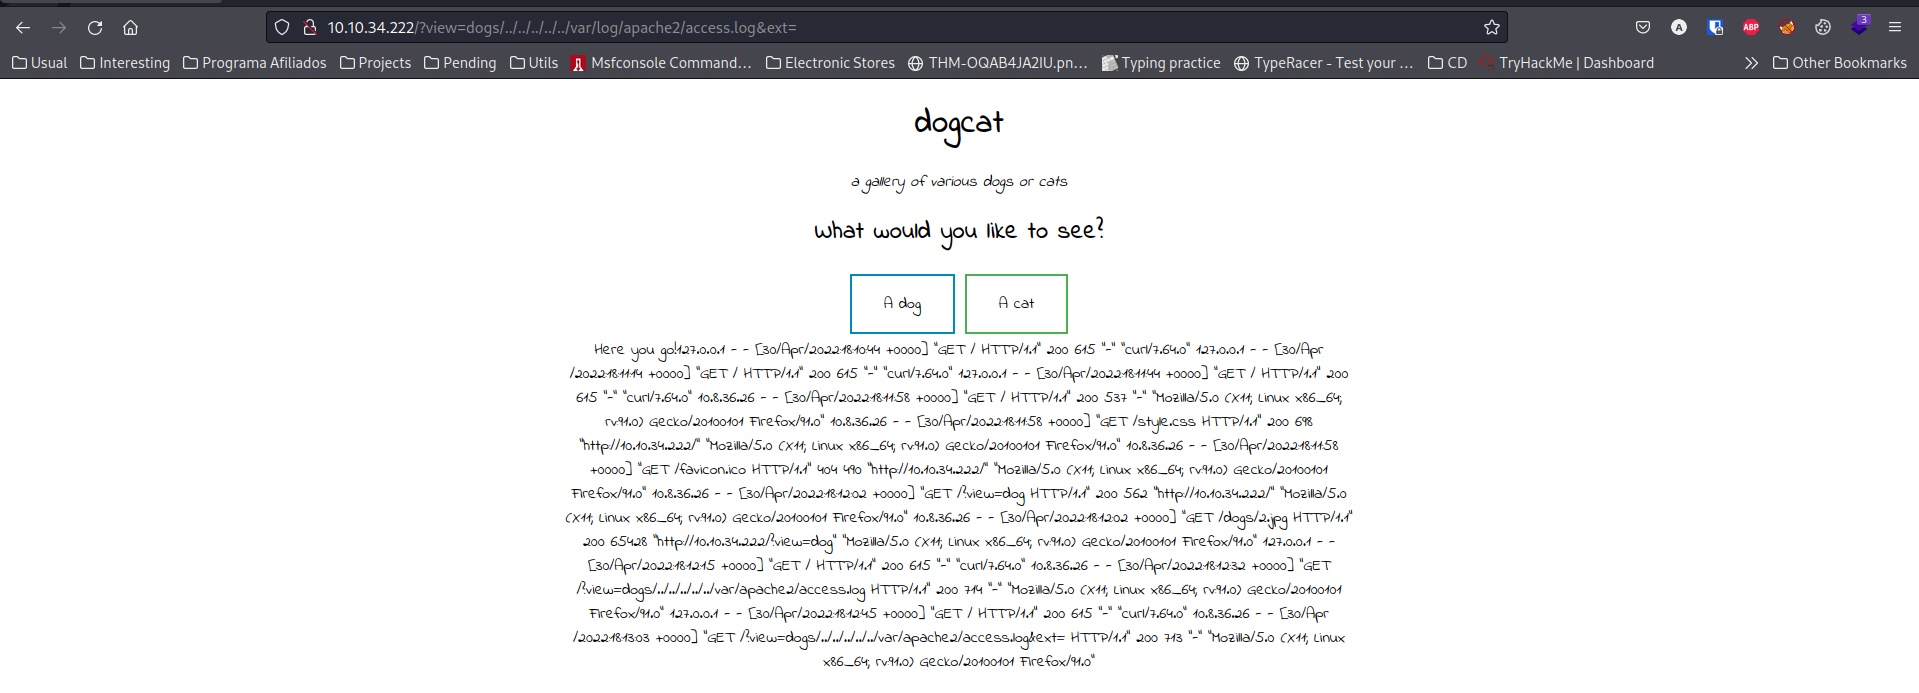 10.10.34.222/?view=dogs/../../../../../var/log/apache2/access.log&ext=
ABP
A
3
Usual Interesting Programa Afiliados Projects Pending Utils Msfconsole Command... Electronic Stores THM-OQAB4JA2IU.pn... Typing practice TypeRacer - Test your ... CD TryHackMe | Dashboard >> Other Bookmarks
dogcat
a gallery of various dogs or cats
What would you like to see?
A dog A cat
Here you go!127.0.0.1 - - [30/Apr/2022:18:10:44 +0000] "GET / HTTP/1.1" 200 615 "-" "curl/7.64.0" 127.0.0.1 - - [30/Apr
/2022:18:11:14 +0000] "GET / HTTP/1.1" 200 615 "-" "curl/7.64.0" 127.0.0.1 - - [30/Apr/2022:18:11:44 +0000] "GET / HTTP/1.1" 200
615 "-" "curl/7.64.0" 10.8.36.26 - - [30/Apr/2022:18:11:58 +0000] "GET / HTTP/1.1" 200 537 "-" "Mozilla/5.0 (X11; Linux x86_64;
rv:91.0) Gecko/20100101 Firefox/91.0" 10.8.36.26 - - [30/Apr/2022:18:11:58 +0000] "GET /style.css HTTP/1.1" 200 698
"http://10.10.34.222/" "Mozilla/5.0 (X11; Linux x86_64; rv:91.0) Gecko/20100101 Firefox/91.0" 10.8.36.26 - - [30/Apr/2022:18:11:58
+0000] "GET /favicon.ico HTTP/1.1" 404 490 "http://10.10.34.222/" "Mozilla/5.0 (X11; Linux x86_64; rv:91.0) Gecko/20100101
Firefox/91.0" 10.8.36.26 - - [30/Apr/2022:18:12:02 +0000] "GET /?view=dog HTTP/1.1" 200 562 "http://10.10.34.222/" "Mozilla/5.0
(X11; Linux x86_64; rv:91.0) Gecko/20100101 Firefox/91.0" 10.8.36.26 - - [30/Apr/2022:18:12:02 +0000] "GET /dogs/2.jpg HTTP/1.1"
200 65428 "http://10.10.34.222/?view=dog" "Mozilla/5.0 (X11; Linux x86_64; rv:91.0) Gecko/20100101 Firefox/91.0" 127.0.0.1 - -
[30/Apr/2022:18:12:15 +0000] "GET / HTTP/1.1" 200 615 "-" "curl/7.64.0" 10.8.36.26 - - [30/Apr/2022:18:12:32 +0000] "GET
/?view=dogs/../../../../../var/apache2/access.log HTTP/1.1" 200 714 "-" "Mozilla/5.0 (X11; Linux x86_64; rv:91.0) Gecko/20100101
Firefox/91.0" 127.0.0.1 - - [30/Apr/2022:18:12:45 +0000] "GET / HTTP/1.1" 200 615 "-" "curl/7.64.0" 10.8.36.26 - - [30/Apr
/2022:18:13:03 +0000] "GET /?view=dogs/../../../../../var/apache2/access.log&ext= HTTP/1.1" 200 713 "-" "Mozilla/5.0 (X11; Linux
x86_64; rv:91.0) Gecko/20100101 Firefox/91.0"